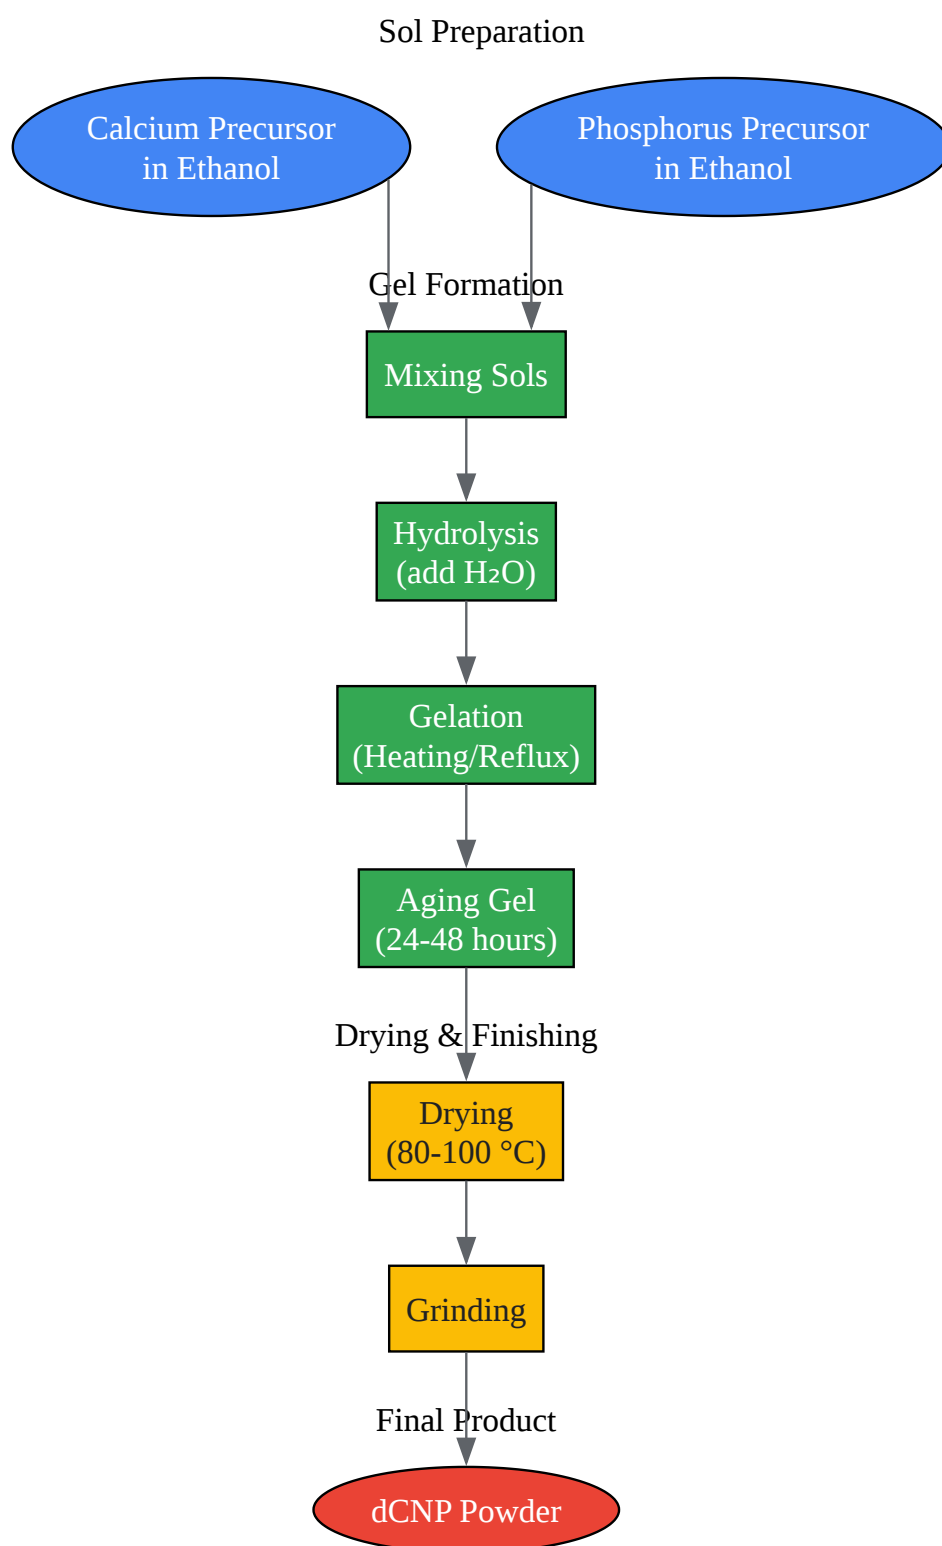 Sol Preparation
Calcium Precursor
in Ethanol
Phosphorus Precursor
in Ethanol
Gel Formation
Mixing Sols
Hydrolysis
(add H₂O)
Gelation
(Heating/Reflux)
Aging Gel
(24-48 hours)
Drying & Finishing
Drying
(80-100 °C)
Grinding
Final Product
dCNP Powder